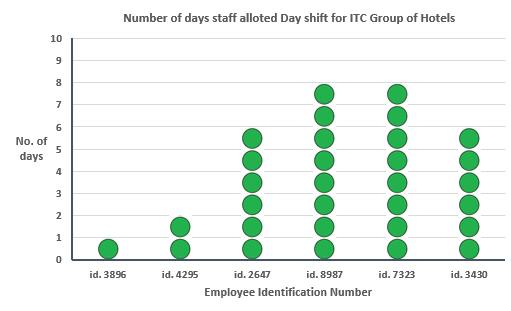 Number of days staff alloted Day shift for ITC Group of Hotels
10
9
8
7
6
5
4
3
2
1
0
No. of
days
id. 3896 id. 4295 id. 2647 id. 8987 id. 7323 id. 3430
Employee Identification Number